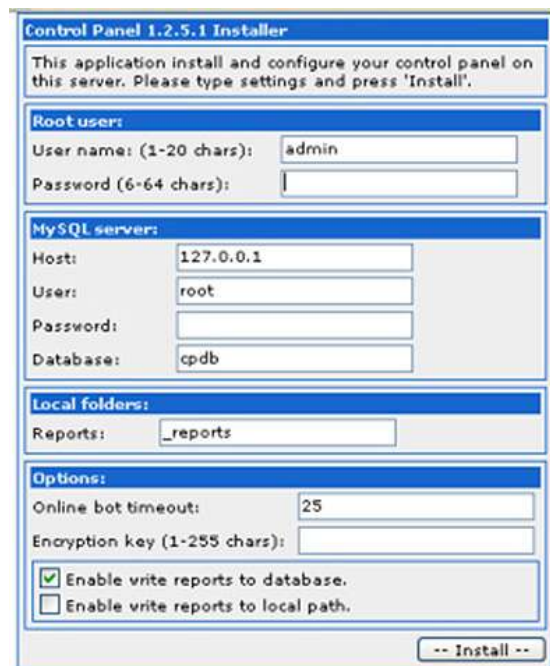 Control Panel 1.2.5.1 Installer
This application install and configure your control panel on
this server. Please type settings and press 'Install'.
Root user:
User name: (1-20 chars): admin
Password (6-64 chars):
MySQL server:
Host: 127.0.0.1
User: root
Password:
Database: cpdb
Local folders:
Reports: _reports
Options:
Online bot timeout: 25
Encryption key (1-255 chars):
Enable write reports to database.
Enable write reports to local path.
-- Install --